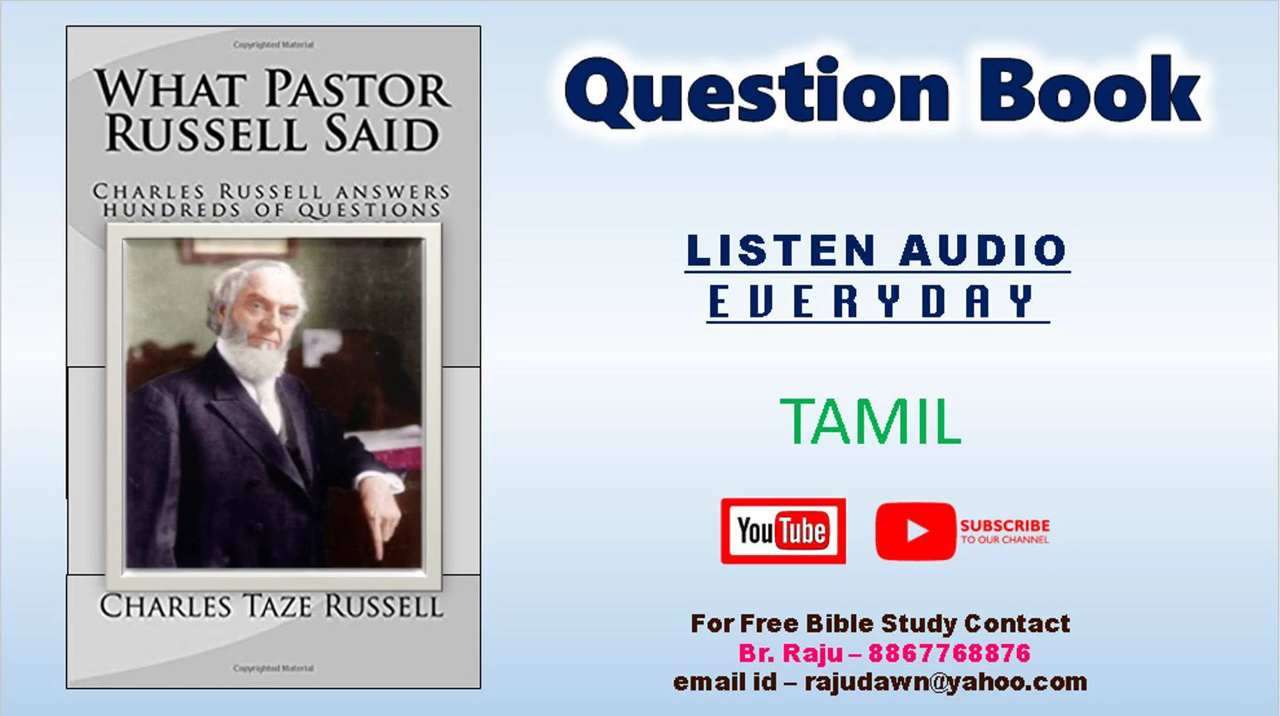 Copyrighted Material
WHAT PASTOR
RUSSELL SAID
CHARLES RUSSELL ANSWERS
HUNDREDS OF QUESTIONS
CHARLES TAZE RUSSELL
Copyrighted Material
Question Book
LISTEN AUDIO
EVERYDAY
TAMIL
YouTube
SUBSCRIBE
TO OUR CHANNEL
For Free Bible Study Contact
Br. Raju – 8867768876
email id – rajudawn@yahoo.com